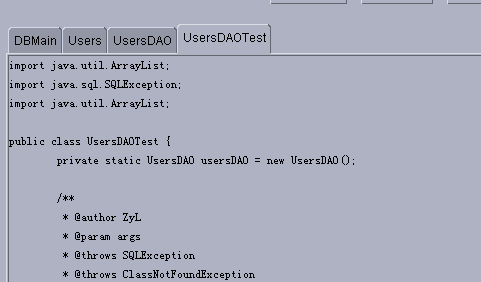 DBMain Users UsersDAO UsersDAOTest
import java.util.ArrayList;
import java.sql.SQLException;
import java.util.ArrayList;
public class UsersDAOTest {
private static UsersDAO usersDAO = new UsersDAO();
/**
* @author ZyL
* @param args
* @throws SQLException
* @throws ClassNotFoundException